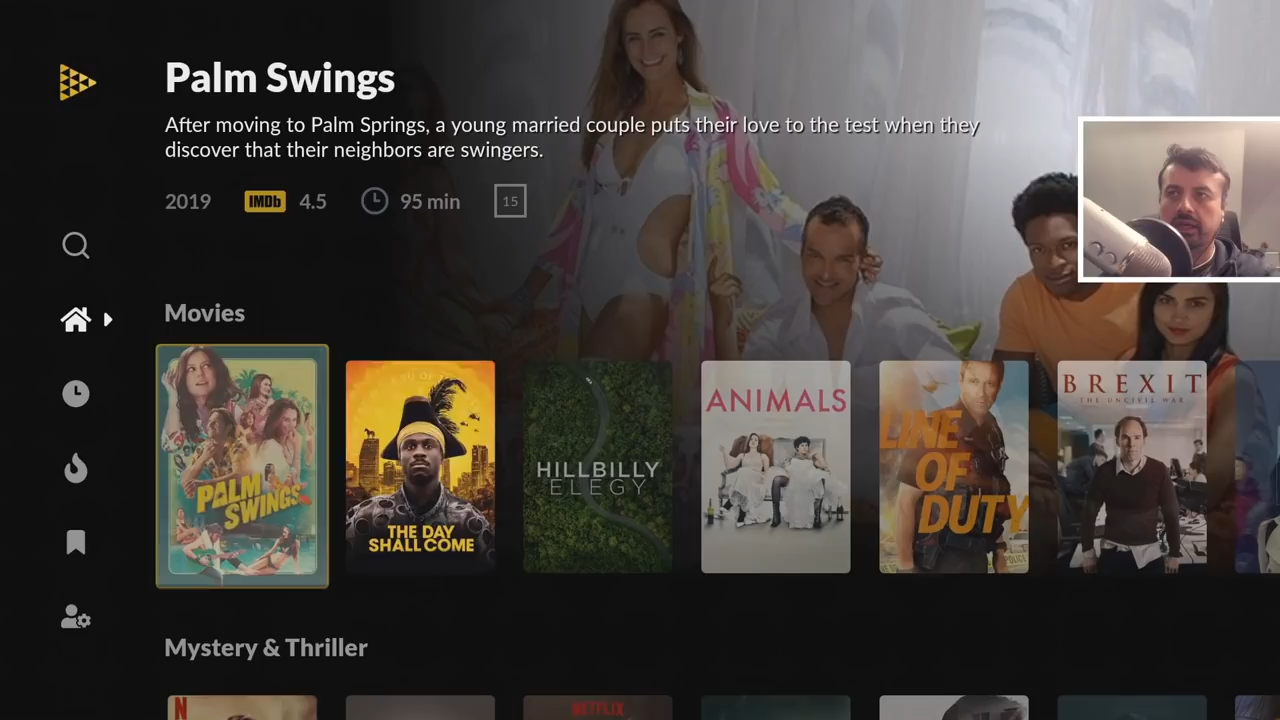 Palm Swings
After moving to Palm Springs, a young married couple puts their love to the test when they
discover that their neighbors are swingers.
2019 IMDb 4.5 95 min 15
Movies
PALM
SWINGS
THE DAY
SHALL COME
HILLBILLY
ELEGY
ANIMALS
LINE
OF
DUTY
BREXIT
THE UNCIVIL WAR
Mystery & Thriller
N
NETFLIX